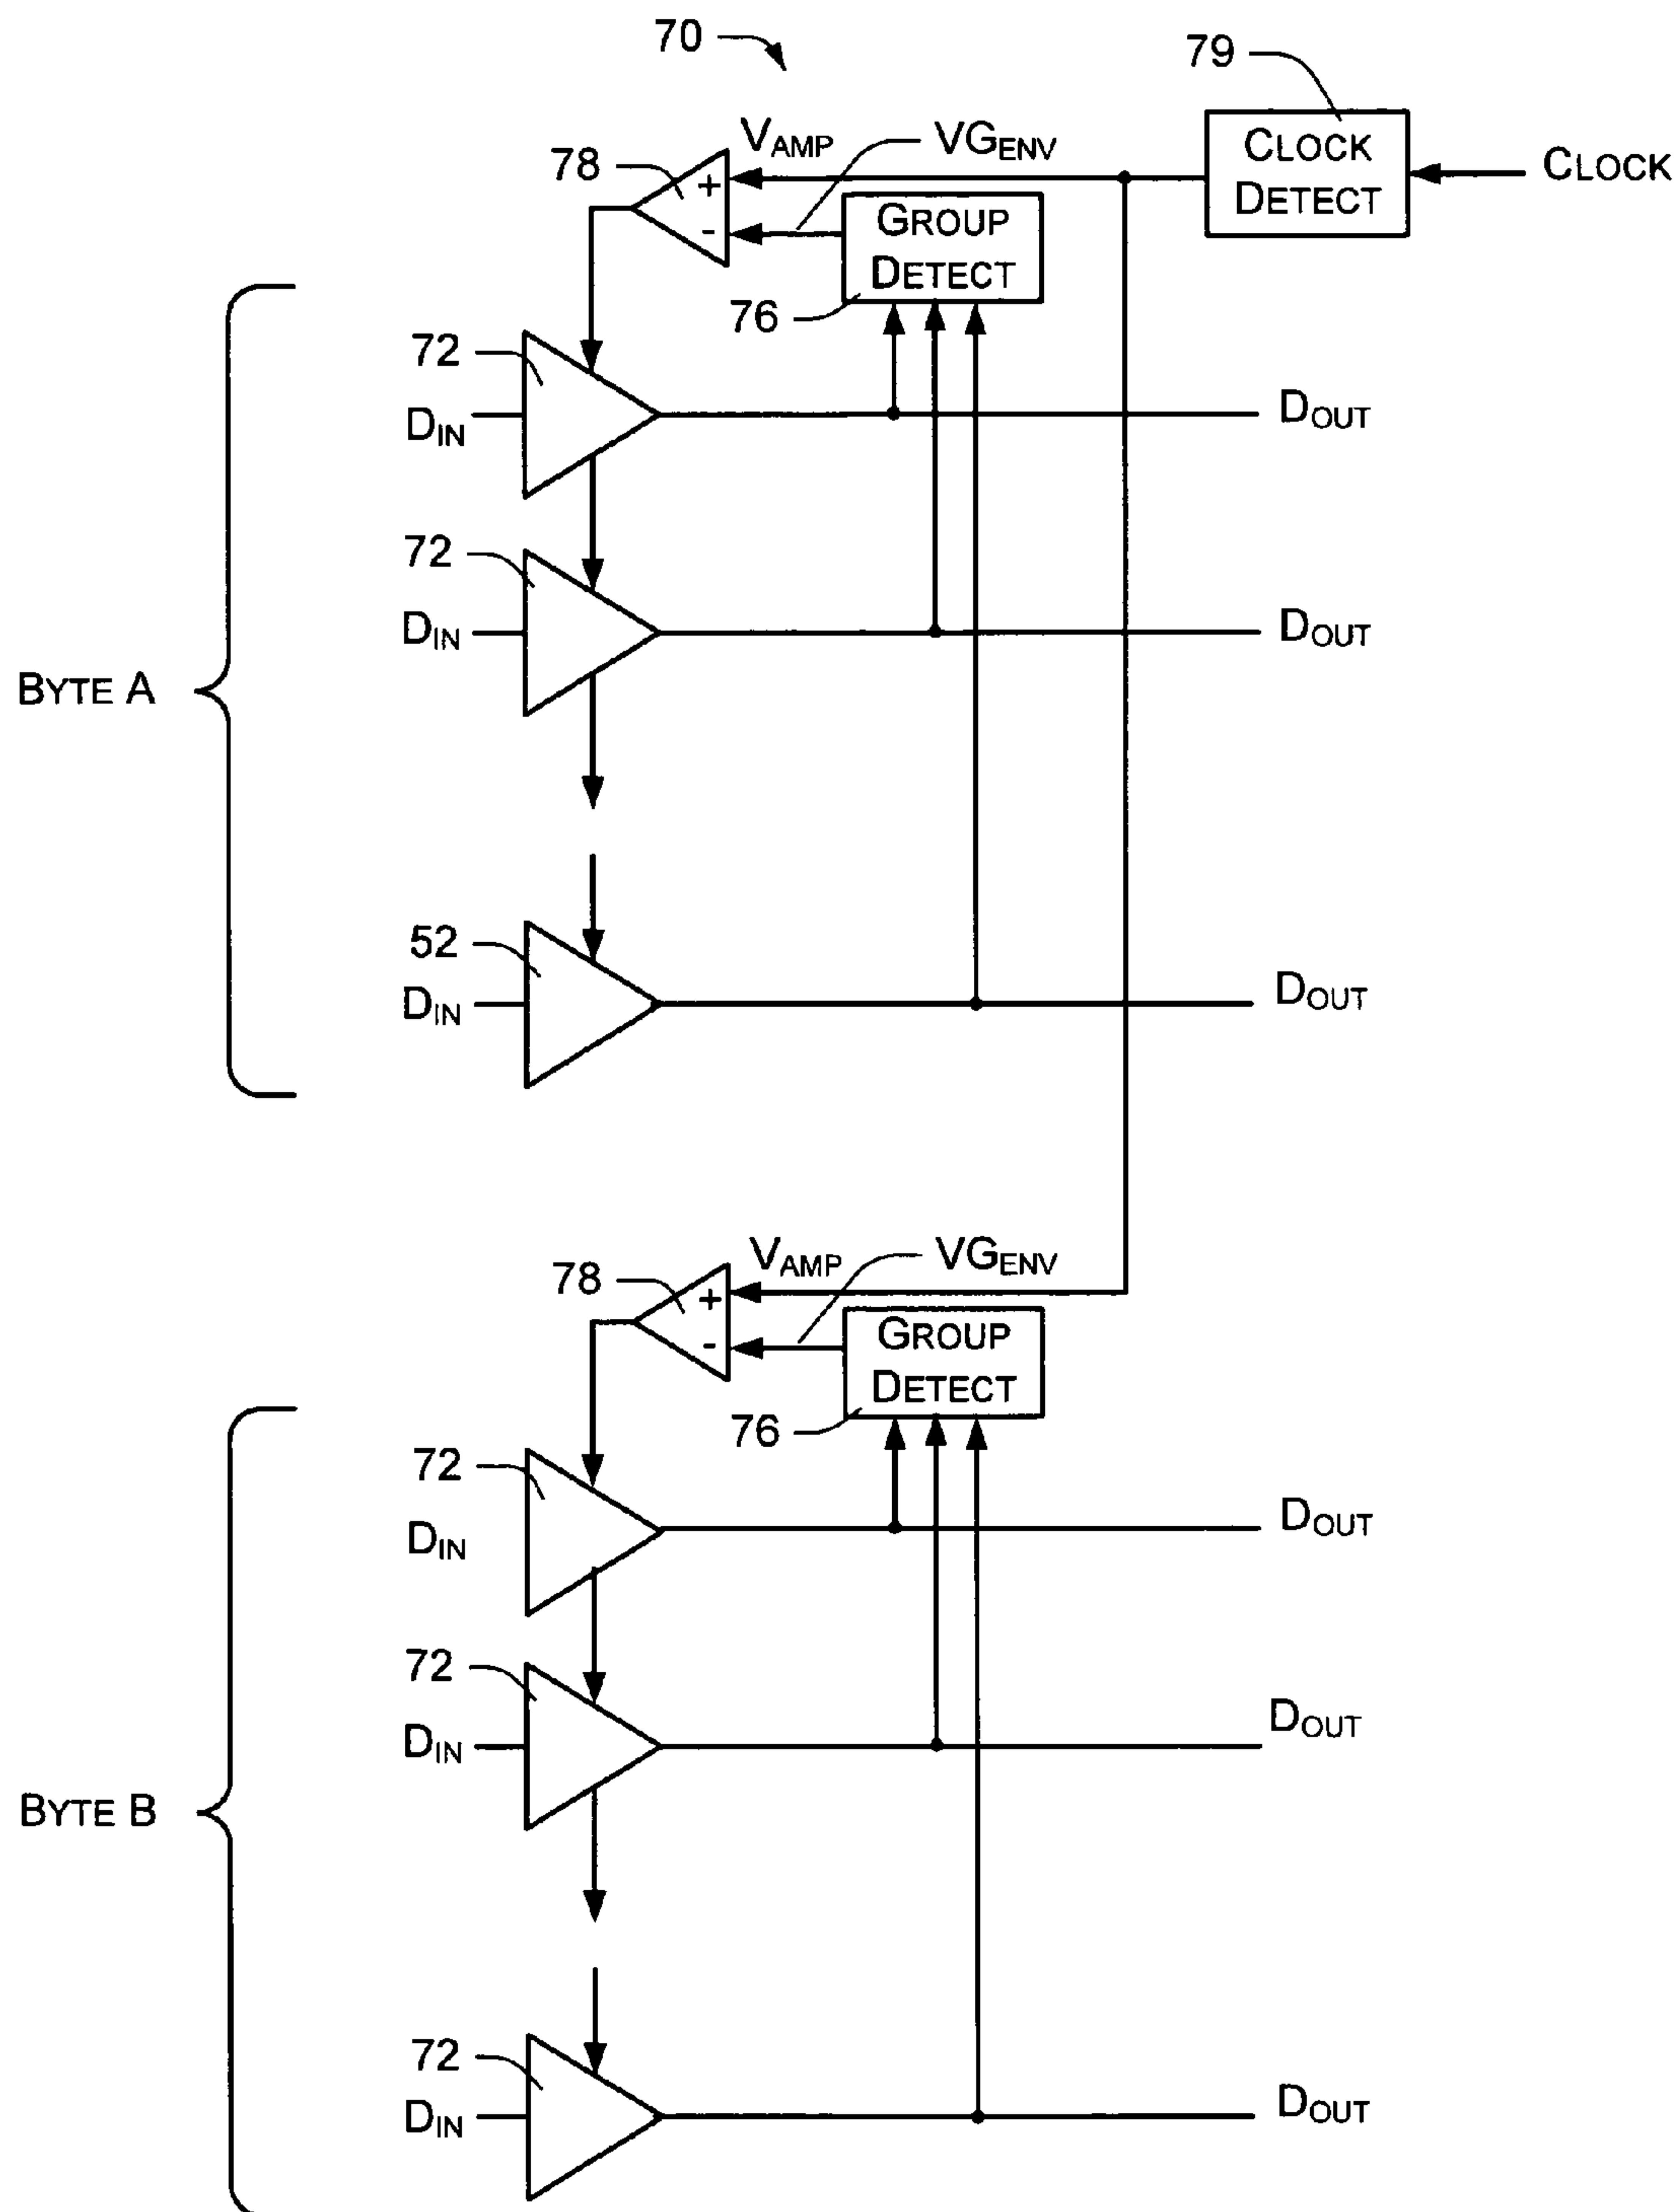 70
79
CLOCK
DETECT
CLOCK
78
VAMP
VGENV
+
-
GROUP
DETECT
76
72
DIN
DOUT
72
DIN
DOUT
BYTE A
52
DIN
DOUT
78
VAMP
VGENV
+
-
GROUP
DETECT
76
72
DIN
DOUT
72
DIN
DOUT
BYTE B
72
DIN
DOUT